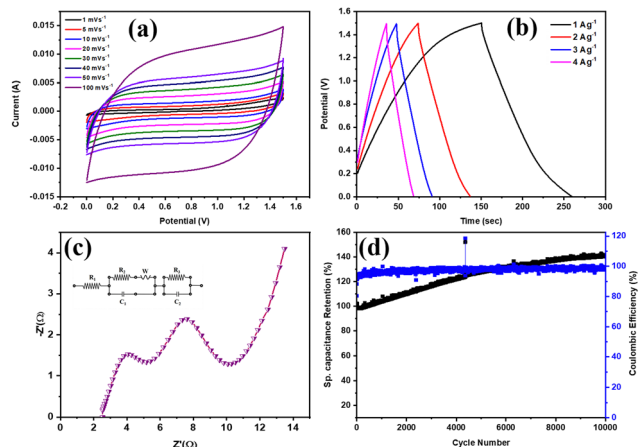 (a)
1 mVs⁻¹
5 mVs⁻¹
10 mVs⁻¹
20 mVs⁻¹
30 mVs⁻¹
40 mVs⁻¹
50 mVs⁻¹
100 mVs⁻¹
Current (A)
0.015
0.010
0.005
0.000
-0.005
-0.010
-0.015
-0.2 0.0 0.2 0.4 0.6 0.8 1.0 1.2 1.4 1.6
Potential (V)
(b)
1 Ag⁻¹
2 Ag⁻¹
3 Ag⁻¹
4 Ag⁻¹
Potential (V)
1.6
1.4
1.2
1.0
0.8
0.6
0.4
0.2
0.0
0 50 100 150 200 250 300
Time (sec)
(c)
R₁ R₂ W R₃
C₁ C₂
-Z'(Ω)
4
3
2
1
0
0 2 4 6 8 10 12 14
Z'(Ω)
(d)
Sp. capacitance Retention (%)
160
140
120
100
80
60
40
20
Coulombic Efficiency (%)
120
100
80
60
40
20
0
0 2000 4000 6000 8000 10000
Cycle Number